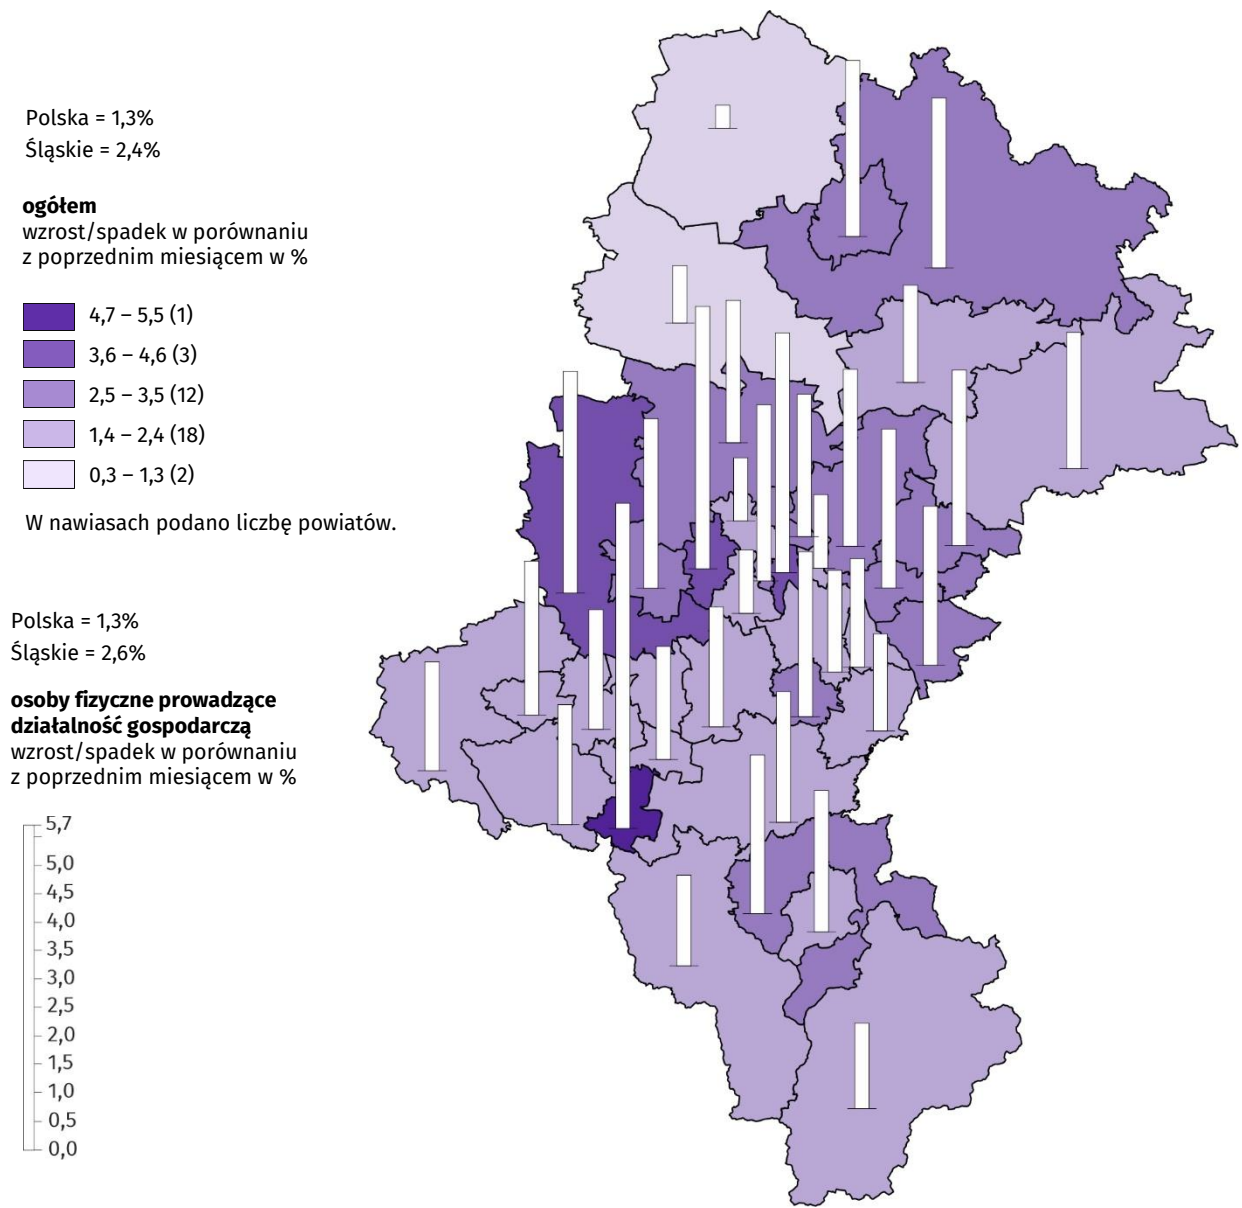 Polska = 1,3%
Śląskie = 2,4%
ogółem
wzrost/spadek w porównaniu
z poprzednim miesiącem w %
4,7 – 5,5 (1)
3,6 – 4,6 (3)
2,5 – 3,5 (12)
1,4 – 2,4 (18)
0,3 – 1,3 (2)
W nawiasach podano liczbę powiatów.
Polska = 1,3%
Śląskie = 2,6%
osoby fizyczne prowadzące
działalność gospodarczą
wzrost/spadek w porównaniu
z poprzednim miesiącem w %
5,7
5,0
4,5
4,0
3,5
3,0
2,5
2,0
1,5
1,0
0,5
0,0